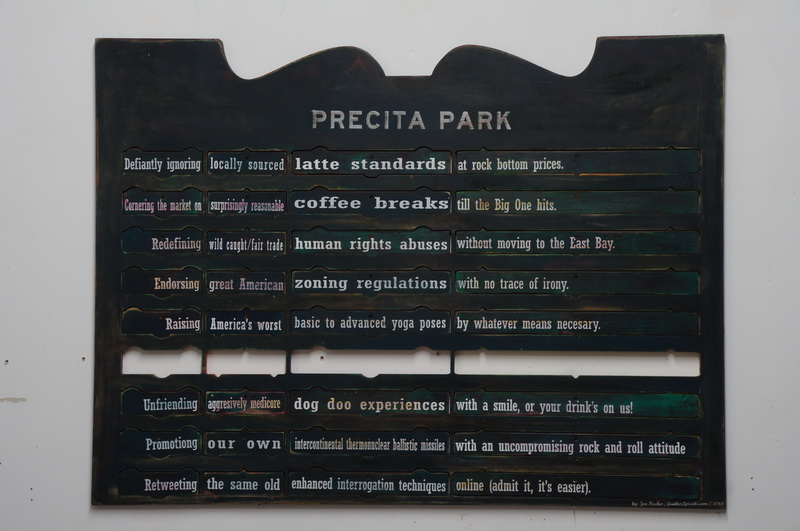 PRECITA PARK
Defiantly ignoring locally sourced latte standards at rock bottom prices.
Cornering the market on surprisingly reasonable coffee breaks till the Big One hits.
Redefining wild caught/fair trade human rights abuses without moving to the East Bay.
Endorsing great American zoning regulations with no trace of irony.
Raising America's worst basic to advanced yoga poses by whatever means necesary.
Unfriending aggresively medicore dog doo experiences with a smile, or your drink's on us!
Promotiong our own intercontinental thermonuclear ballistic missiles with an uncompromising rock and roll attitude
Retweeting the same old enhanced interrogation techniques online (admit it, it's easier).